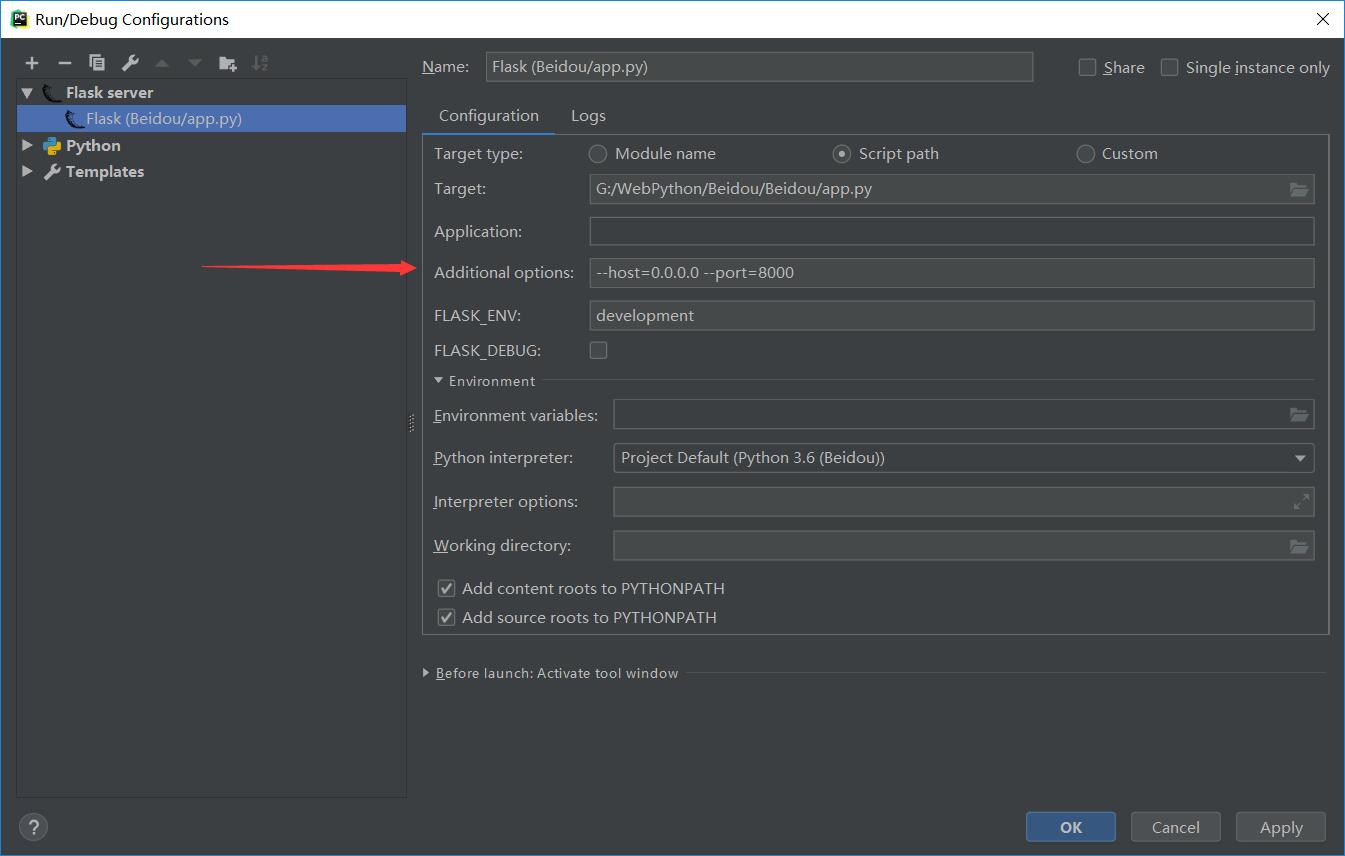 PC Run/Debug Configurations
Name: Flask (Beidou/app.py) Share Single instance only
Flask server
Flask (Beidou/app.py)
Python
Templates
Configuration Logs
Target type: Module name Script path Custom
Target: G:/WebPython/Beidou/Beidou/app.py
Application:
Additional options: --host=0.0.0.0 --port=8000
FLASK_ENV: development
FLASK_DEBUG:
Environment
Environment variables:
Python interpreter: Project Default (Python 3.6 (Beidou))
Interpreter options:
Working directory:
Add content roots to PYTHONPATH
Add source roots to PYTHONPATH
Before launch: Activate tool window
? OK Cancel Apply